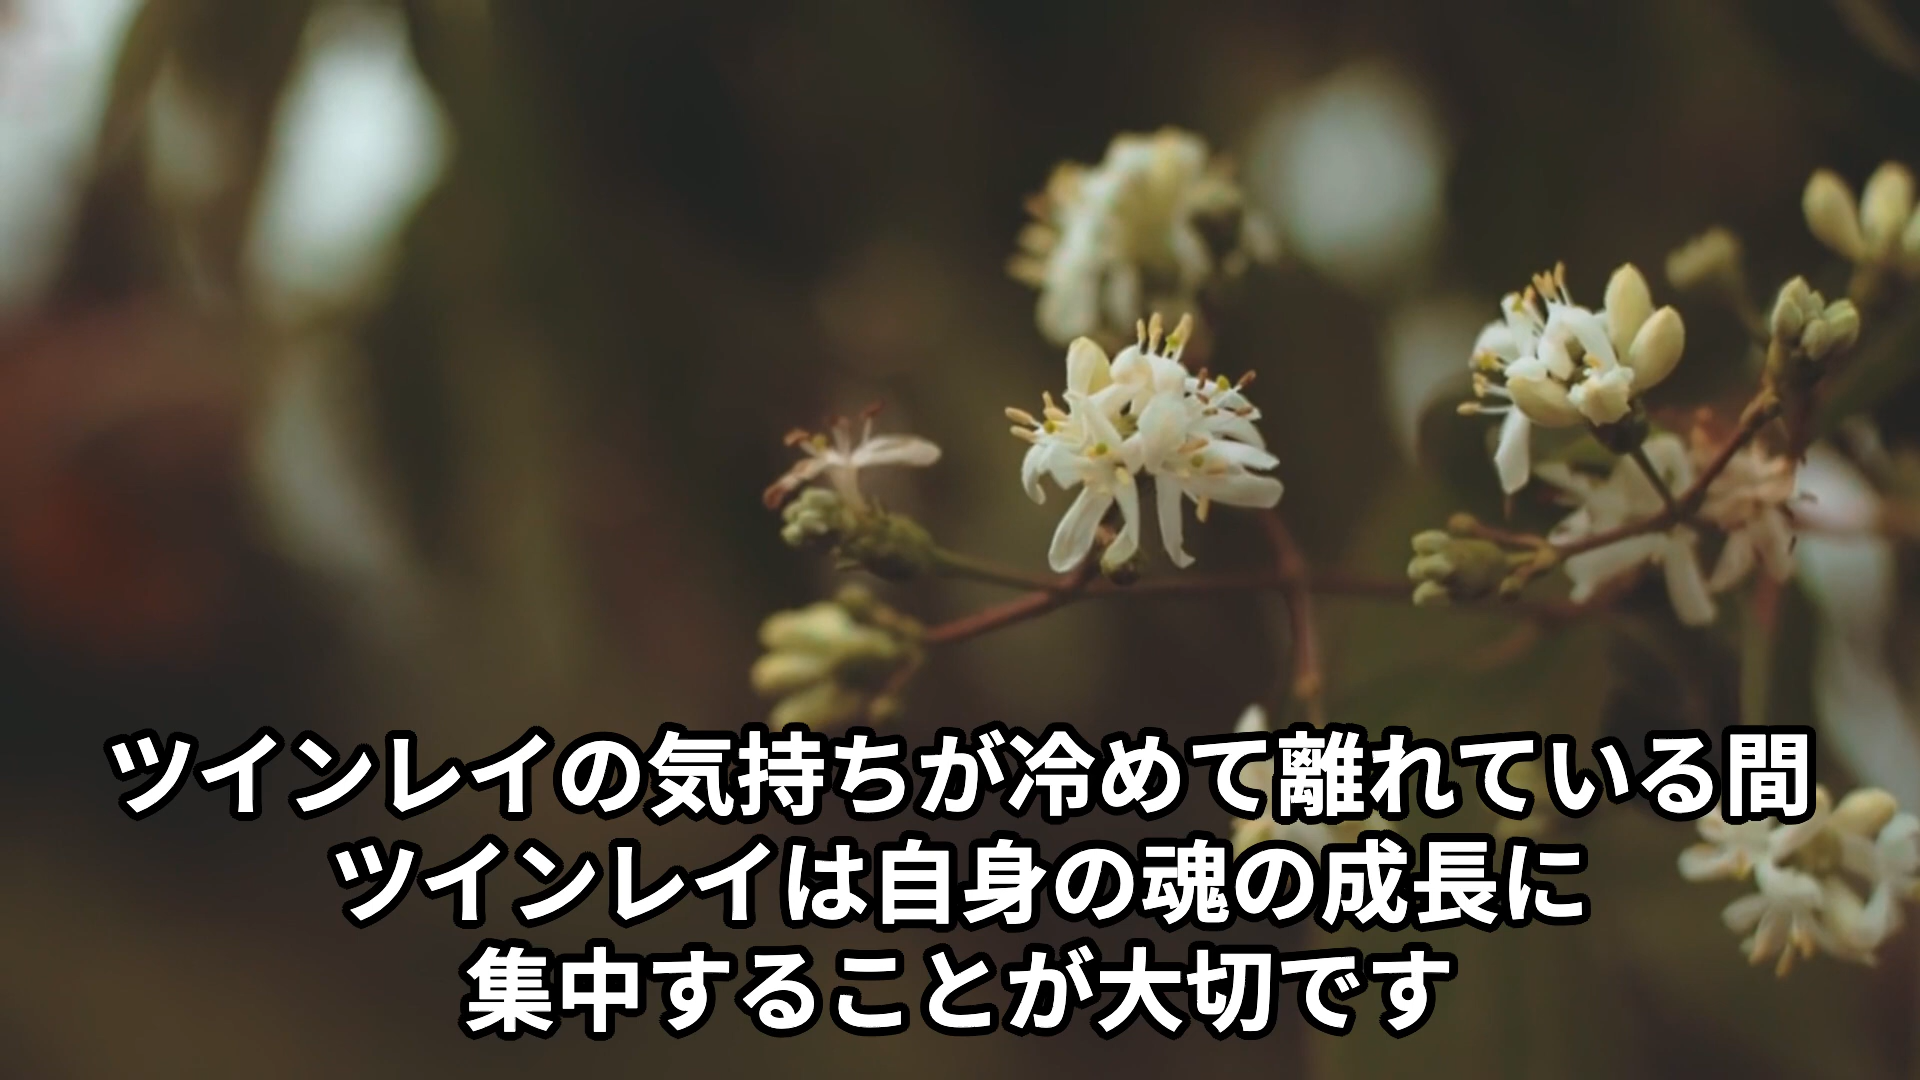 ツインレイの気持ちが冷めて離れている間
ツインレイは自身の魂の成長に
集中することが大切です